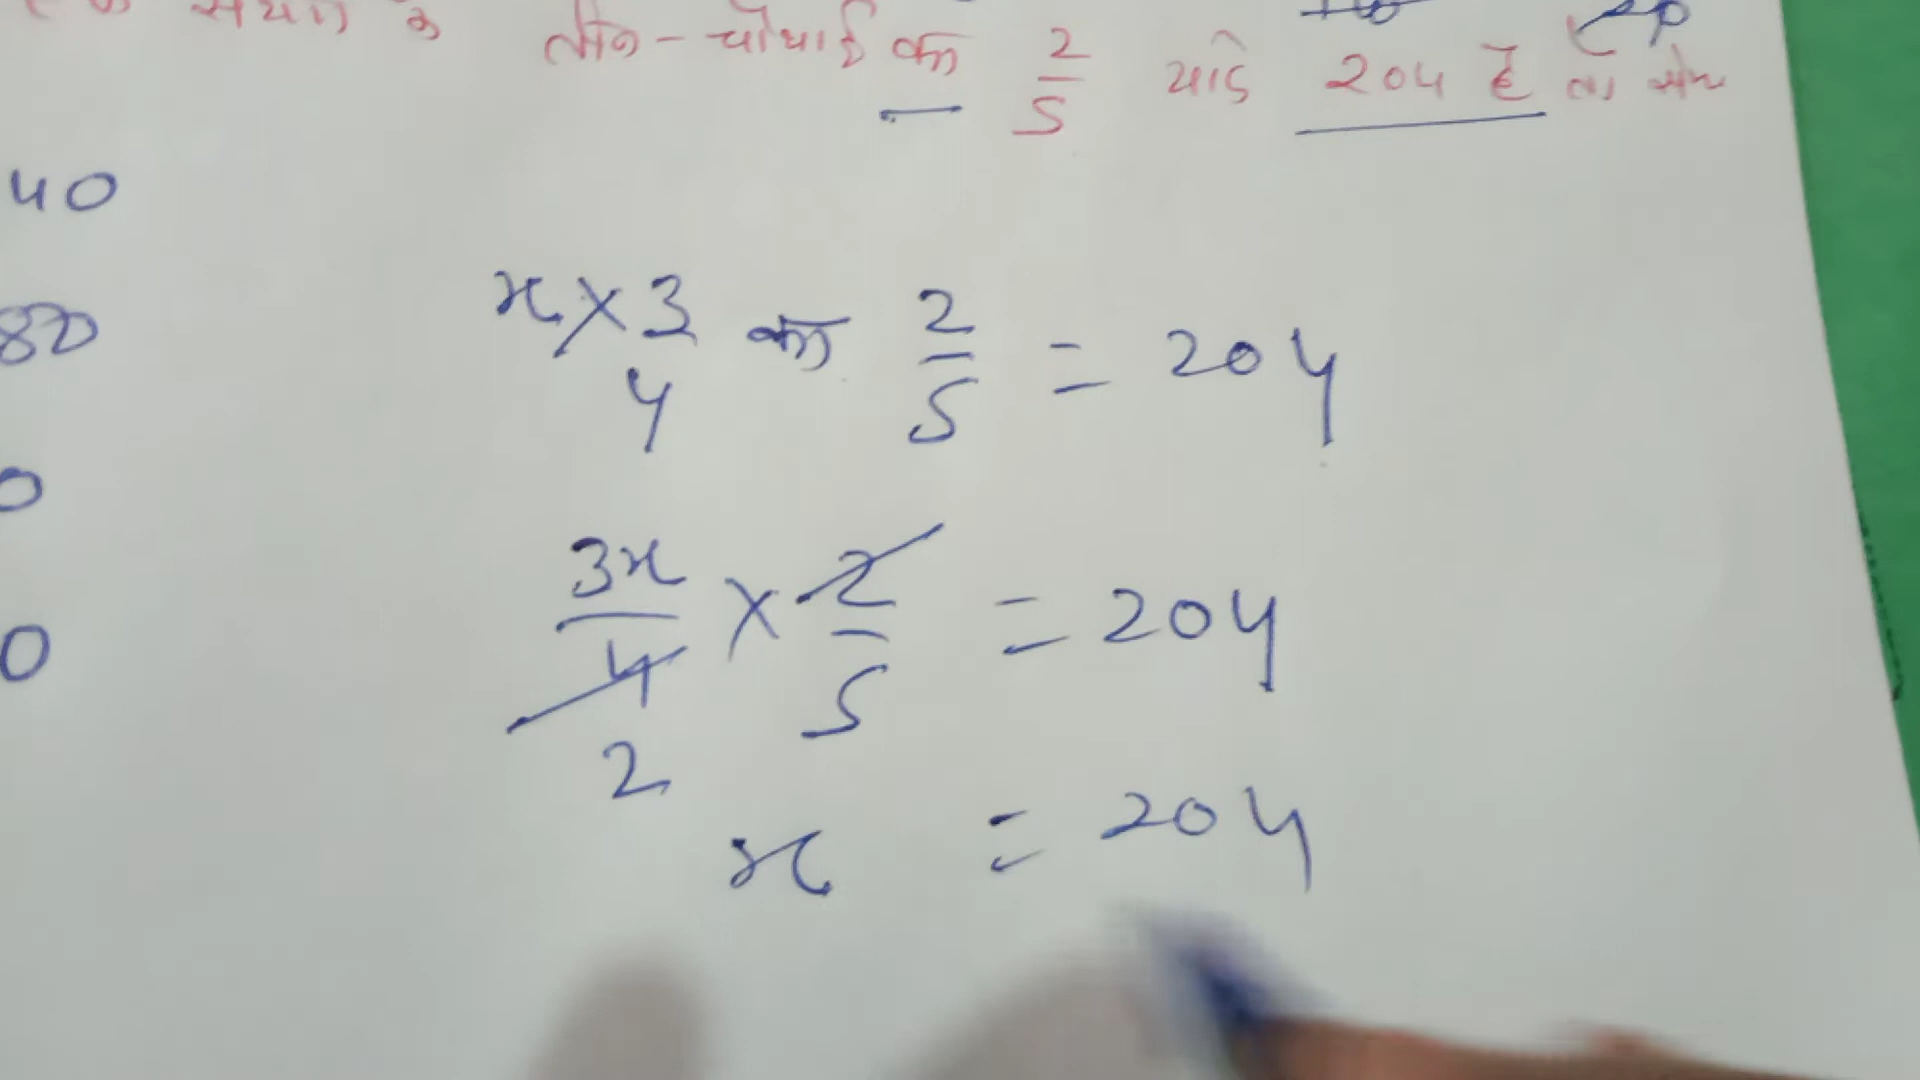 तीन-चौथाई का 2/5 यदि 204 है तो
40
x × 3/4 का 2/5 = 204
80
0
3x/4 × 2/5 = 204
0
2
x = 204